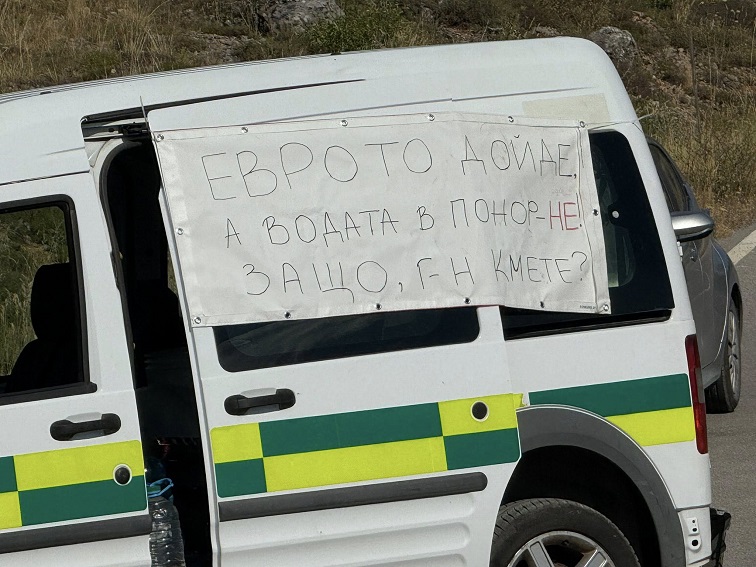 ЕВРОТО ДОЙДЕ,
А ВОДАТА В ПОНОР-НЕ!
ЗАЩО, Г-Н КМЕТЕ?